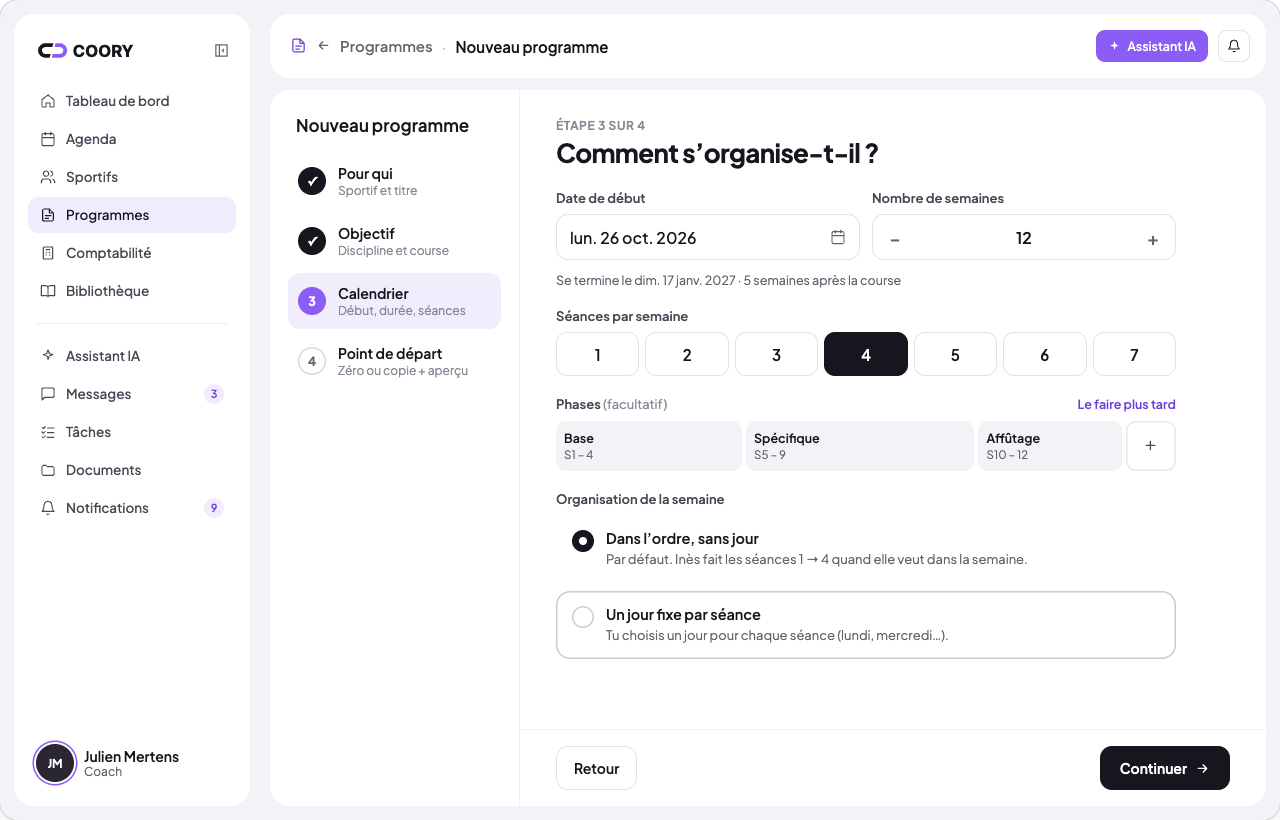 COORY
Tableau de bord
Agenda
Sportifs
Programmes
Comptabilité
Bibliothèque
Assistant IA
Messages 3
Tâches
Documents
Notifications 9
JM
Julien Mertens
Coach
← Programmes · Nouveau programme
Assistant IA
Nouveau programme
✓ Pour qui
Sportif et titre
✓ Objectif
Discipline et course
3 Calendrier
Début, durée, séances
4 Point de départ
Zéro ou copie + aperçu
ÉTAPE 3 SUR 4
Comment s’organise-t-il ?
Date de début
lun. 26 oct. 2026
Nombre de semaines
– 12 +
Se termine le dim. 17 janv. 2027 · 5 semaines après la course
Séances par semaine
1 2 3 4 5 6 7
Phases (facultatif) Le faire plus tard
Base
S1 – 4
Spécifique
S5 – 9
Affûtage
S10 – 12
+
Organisation de la semaine
Dans l’ordre, sans jour
Par défaut. Inès fait les séances 1 → 4 quand elle veut dans la semaine.
Un jour fixe par séance
Tu choisis un jour pour chaque séance (lundi, mercredi…).
Retour
Continuer →